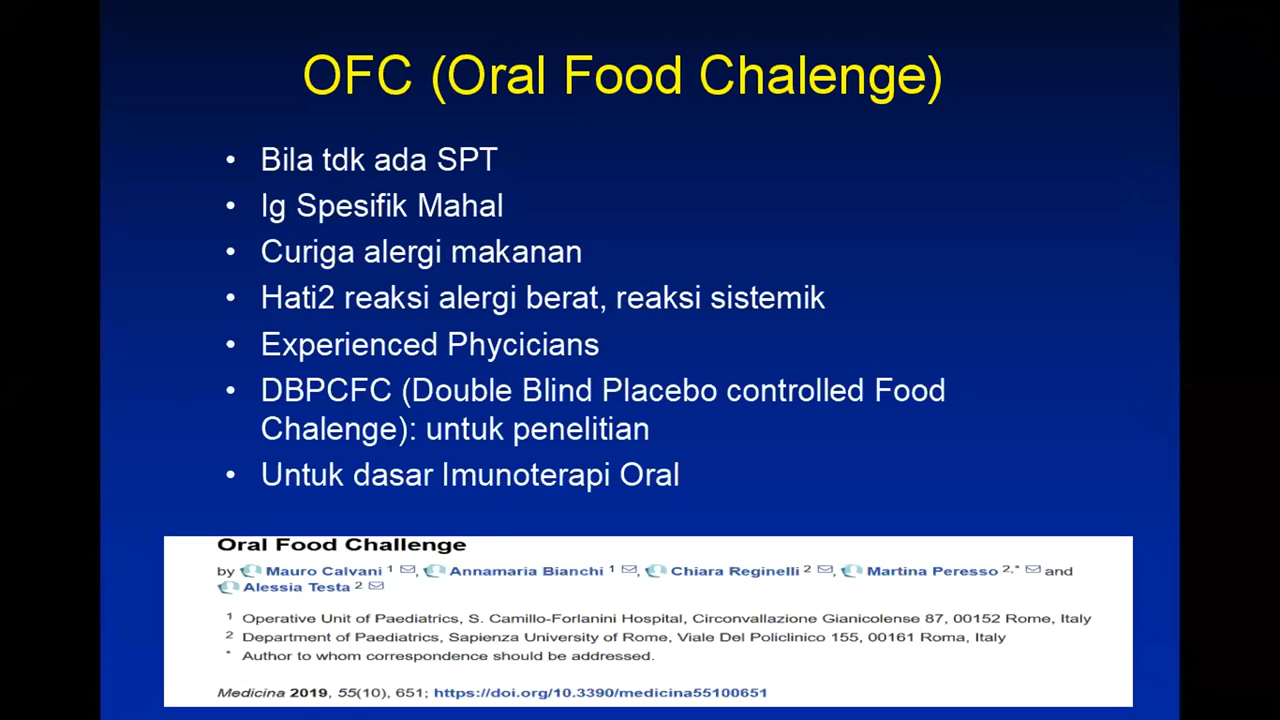 OFC (Oral Food Chalenge)
• Bila tdk ada SPT
• Ig Spesifik Mahal
• Curiga alergi makanan
• Hati2 reaksi alergi berat, reaksi sistemik
• Experienced Phycicians
• DBPCFC (Double Blind Placebo controlled Food
Chalenge): untuk penelitian
• Untuk dasar Imunoterapi Oral
Oral Food Challenge
by Mauro Calvani 1, Annamaria Bianchi 1, Chiara Reginelli 2, Martina Peresso 2,* and
Alessia Testa 2
1 Operative Unit of Paediatrics, S. Camillo-Forlanini Hospital, Circonvallazione Gianicolense 87, 00152 Rome, Italy
2 Department of Paediatrics, Sapienza University of Rome, Viale Del Policlinico 155, 00161 Roma, Italy
* Author to whom correspondence should be addressed.
Medicina 2019, 55(10), 651; https://doi.org/10.3390/medicina55100651